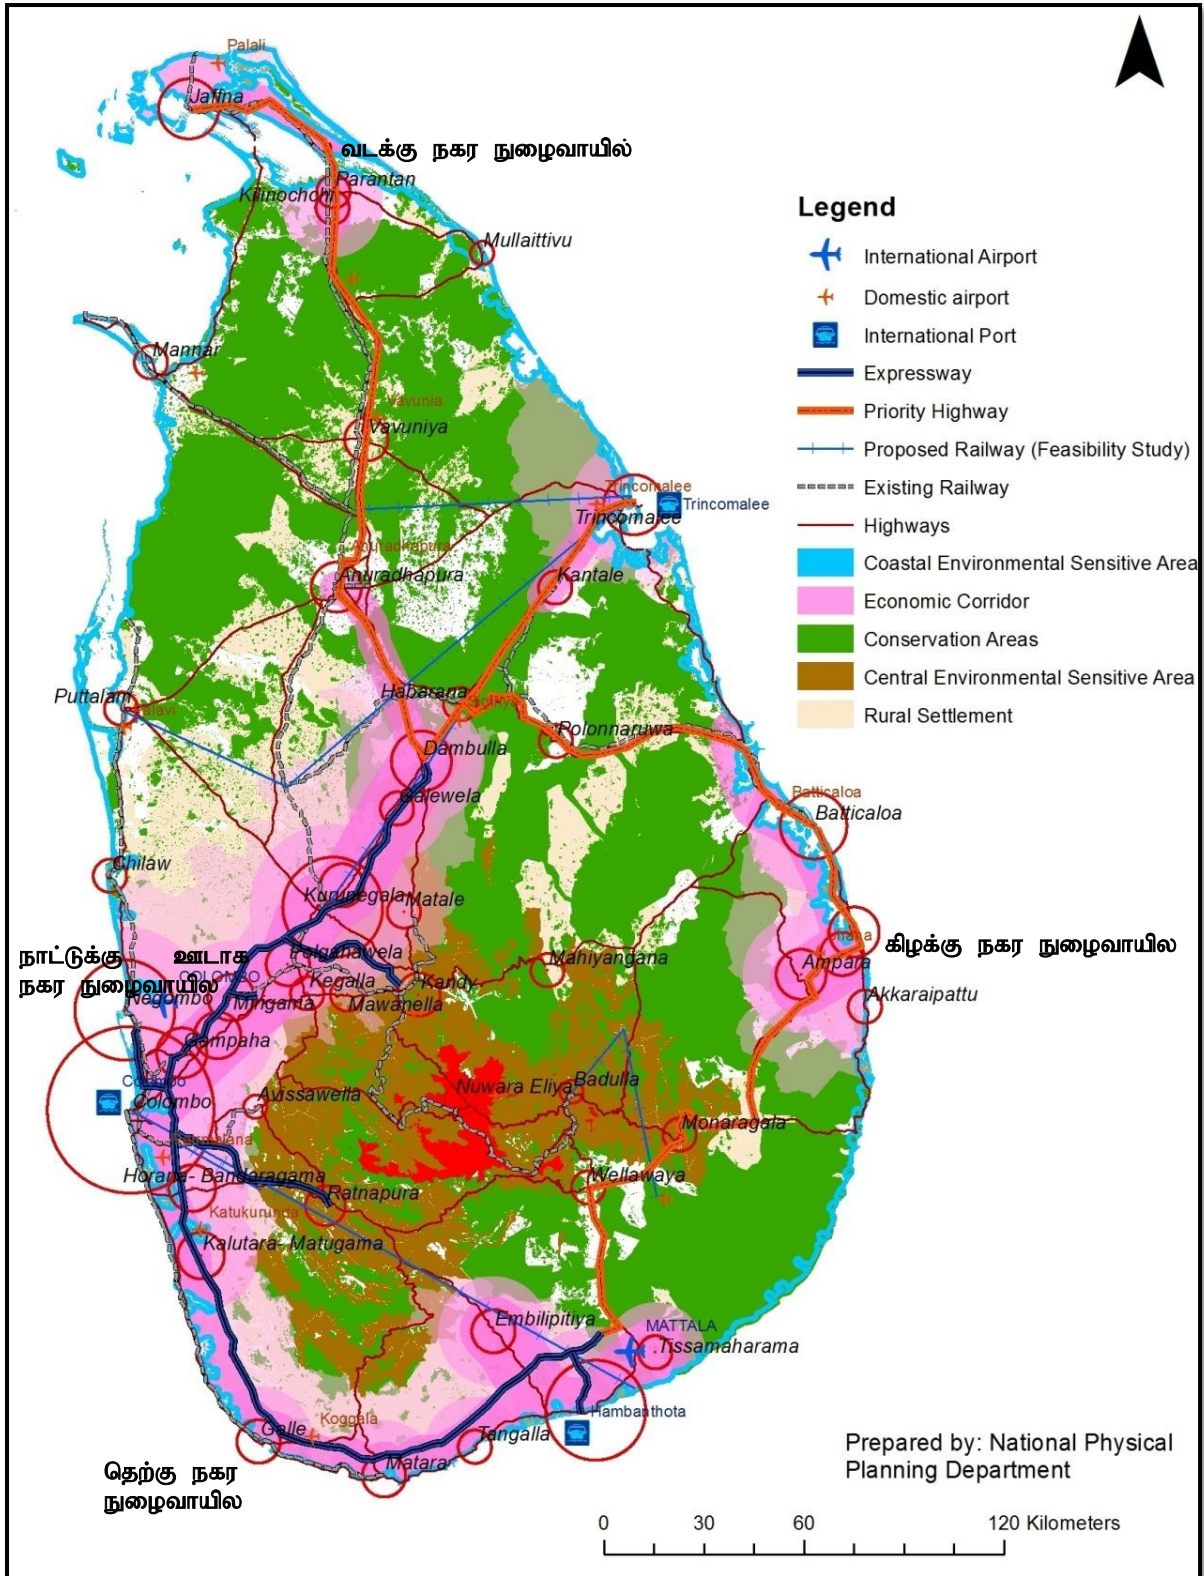 Palali
Jaffna
வடக்கு நகர நுழைவாயில்
Parantan
Kilinochohi
Mullaittivu
Legend
International Airport
Domestic airport
International Port
Expressway
Priority Highway
Proposed Railway (Feasibility Study)
Existing Railway
Highways
Coastal Environmental Sensitive Area
Economic Corridor
Conservation Areas
Central Environmental Sensitive Area
Rural Settlement
Mannar
Vavunia
Vavuniya
Trincomalee
Trincomalee
Trincomalee
Anuradhapura
Anuradhapura
Kantale
Habarana
Puttalam
Polonnaruwa
Dambulla
Galewela
Batticaloa
Batticaloa
Chilaw
Kurunegala
Matale
நாட்டுக்கு ஊடாக
நகர நுழைவாயில
Polgahawela
Mahiyangana
Ampara
கிழக்கு நகர நுழைவாயில
COLOMBO
Kegalla
Kandy
Negombo
Mirigama
Mawanella
Akkaraipattu
Gampaha
Colombo
Colombo
Avissawella
Nuwara Eliya
Badulla
Monaragala
Horana- Bandaragama
Ratnapura
Wellawaya
Katukurunda
Kalutara- Matugama
Embilipitiya
MATTALA
Tissamaharama
Hambanthota
Koggala
Galle
Tangalla
Matara
தெற்கு நகர
நுழைவாயில
Prepared by: National Physical
Planning Department
0 30 60 120 Kilometers